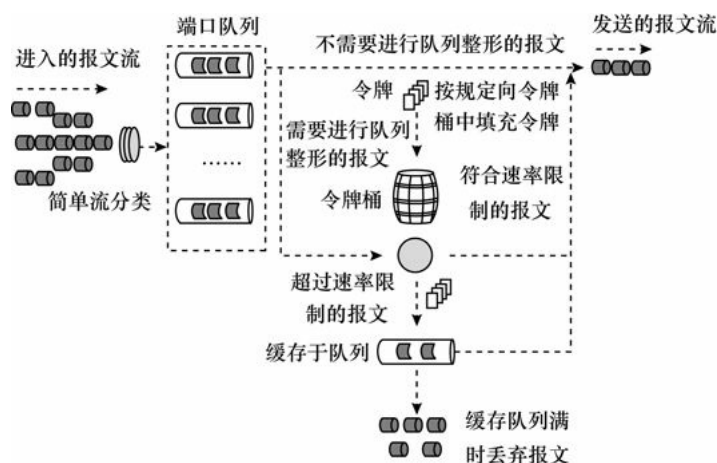 端口队列
发送的报文流
进入的报文流
不需要进行队列整形的报文
令牌
按规定向令牌
桶中填充令牌
需要进行队列
整形的报文
令牌桶
符合速率限
制的报文
……
简单流分类
超过速率限
制的报文
缓存于队列
缓存队列满
时丢弃报文